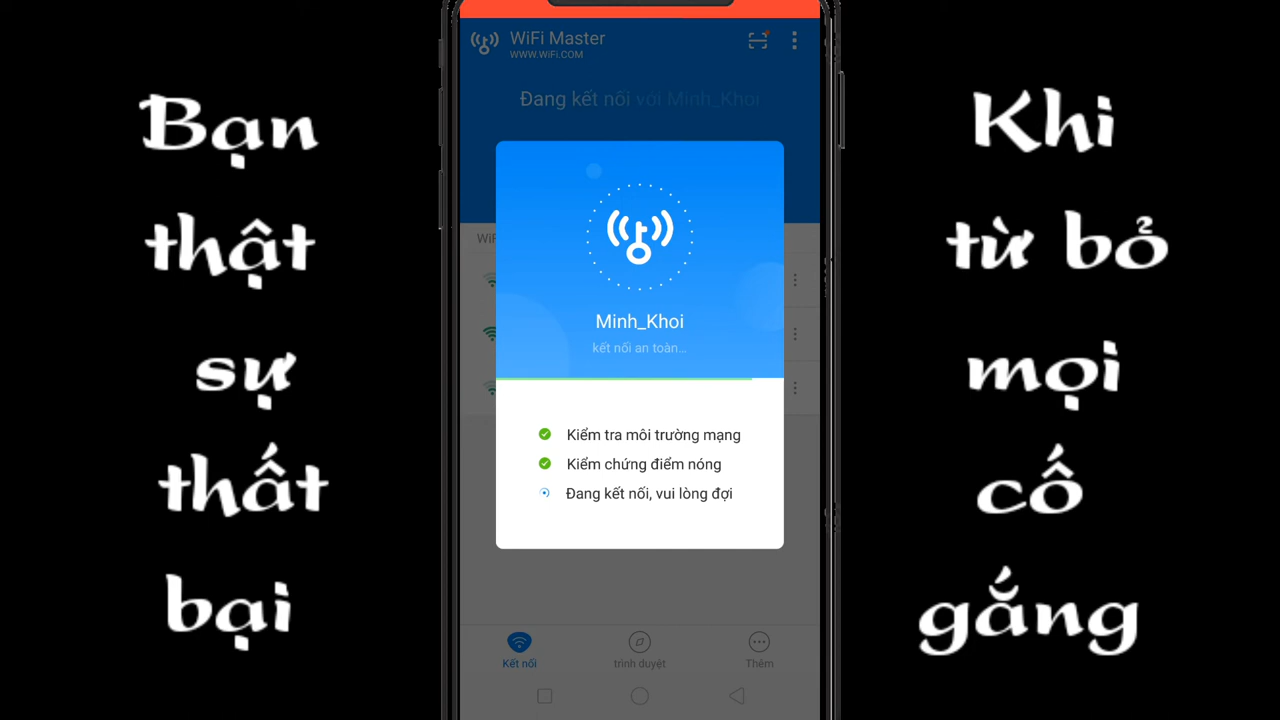 Bạn
thật
sự
thất
bại
WiFi Master
WWW.WiFi.COM
Đang kết nối với Minh_Khoi
WiF
Minh_Khoi
kết nối an toàn...
Kiểm tra môi trường mạng
Kiểm chứng điểm nóng
Đang kết nối, vui lòng đợi
Kết nối
trình duyệt
Thêm
Khi
từ bỏ
mọi
cố
gắng